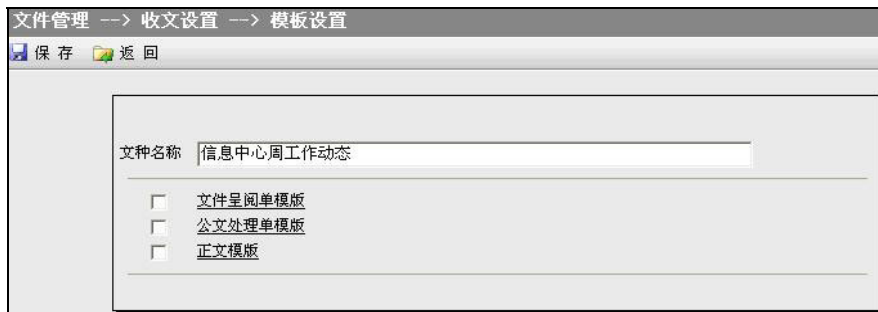 文件管理 --> 收文设置 --> 模板设置
保存 返回
文种名称 信息中心周工作动态
文件呈阅单模版
公文处理单模版
正文模版